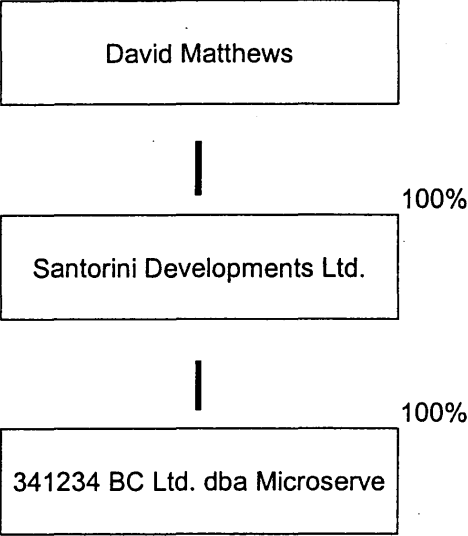 David Matthews
100%
Santorini Developments Ltd.
100%
341234 BC Ltd. dba Microserve